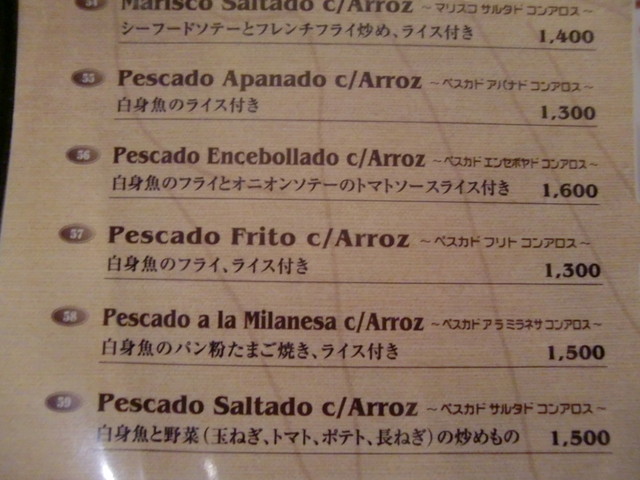 54 Marisco Saltado c/Arroz ～マリスコ サルタド コンアロス～
シーフードソテーとフレンチフライ炒め、ライス付き 1,400
55 Pescado Apanado c/Arroz ～ペスカド アパナド コンアロス～
白身魚のライス付き 1,300
56 Pescado Encebollado c/Arroz ～ペスカド エンセボヤド コンアロス～
白身魚のフライとオニオンソテーのトマトソースライス付き 1,600
57 Pescado Frito c/Arroz ～ペスカド フリト コンアロス～
白身魚のフライ、ライス付き 1,300
58 Pescado a la Milanesa c/Arroz ～ペスカド ア ラ ミラネサ コンアロス～
白身魚のパン粉たまご焼き、ライス付き 1,500
59 Pescado Saltado c/Arroz ～ペスカド サルタド コンアロス～
白身魚と野菜(玉ねぎ、トマト、ポテト、長ねぎ)の炒めもの 1,500